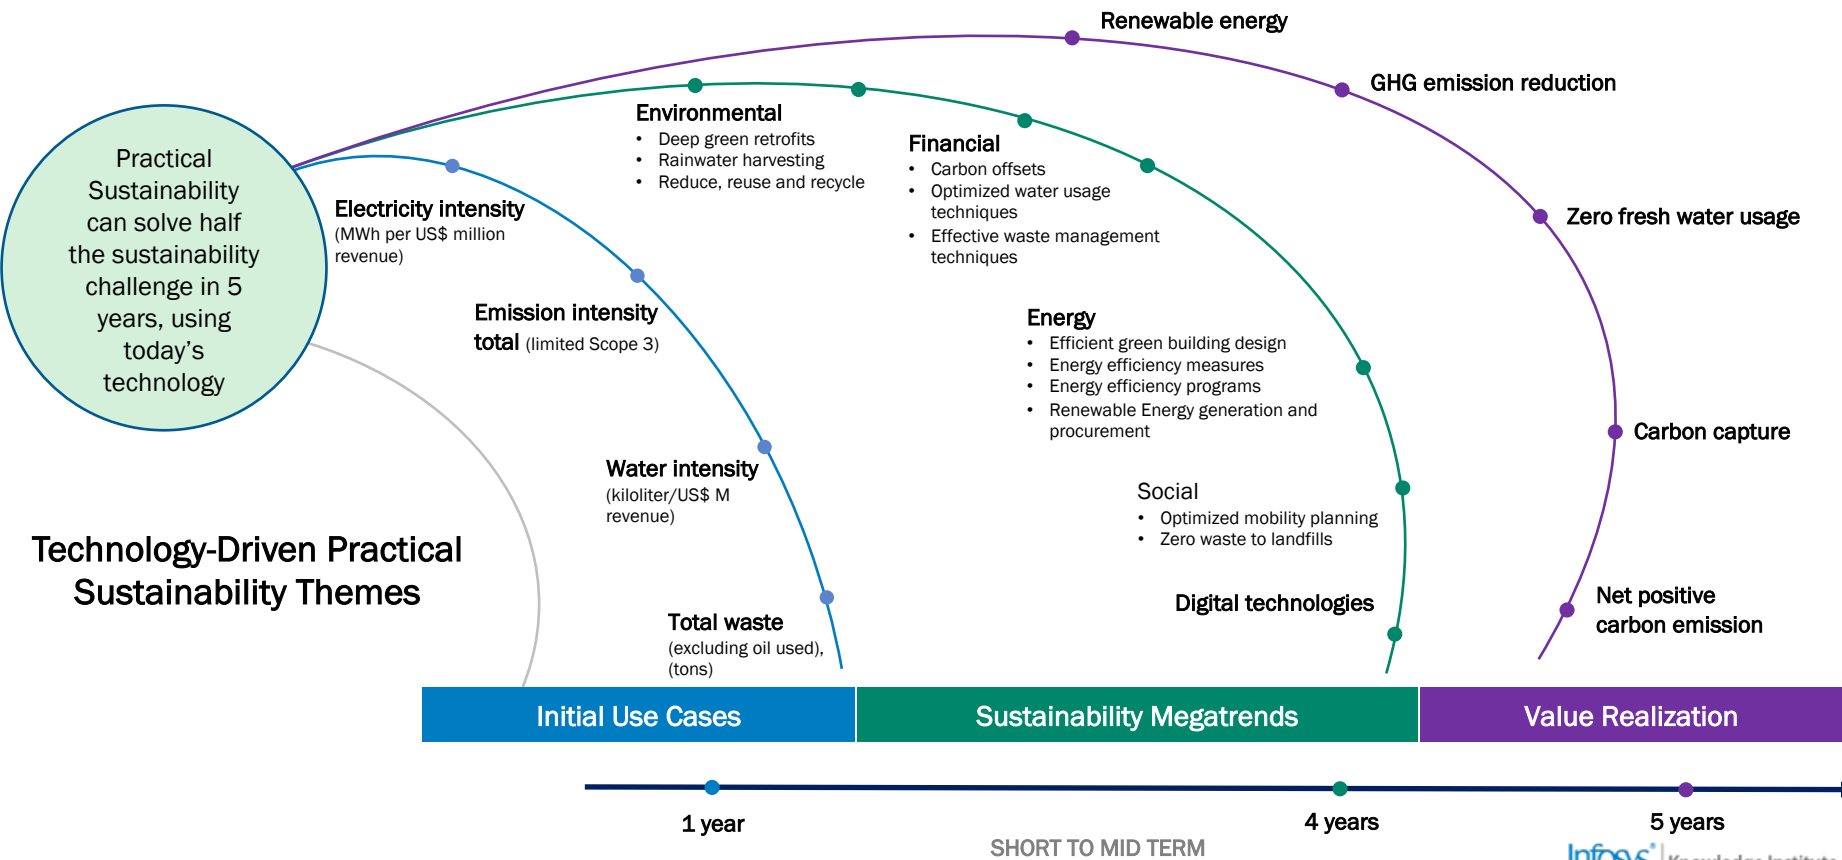 Renewable energy
GHG emission reduction
Environmental
• Deep green retrofits
• Rainwater harvesting
• Reduce, reuse and recycle
Financial
• Carbon offsets
• Optimized water usage
techniques
• Effective waste management
techniques
Practical
Sustainability
can solve half
the sustainability
challenge in 5
years, using
today’s
technology
Electricity intensity
(MWh per US$ million
revenue)
Zero fresh water usage
Emission intensity
total (limited Scope 3)
Energy
• Efficient green building design
• Energy efficiency measures
• Energy efficiency programs
• Renewable Energy generation and
procurement
Carbon capture
Water intensity
(kiloliter/US$ M
revenue)
Social
• Optimized mobility planning
• Zero waste to landfills
Technology-Driven Practical
Sustainability Themes
Digital technologies
Net positive
carbon emission
Total waste
(excluding oil used),
(tons)
Initial Use Cases
Sustainability Megatrends
Value Realization
1 year
4 years
5 years
SHORT TO MID TERM
Infosys | Knowledge Institute